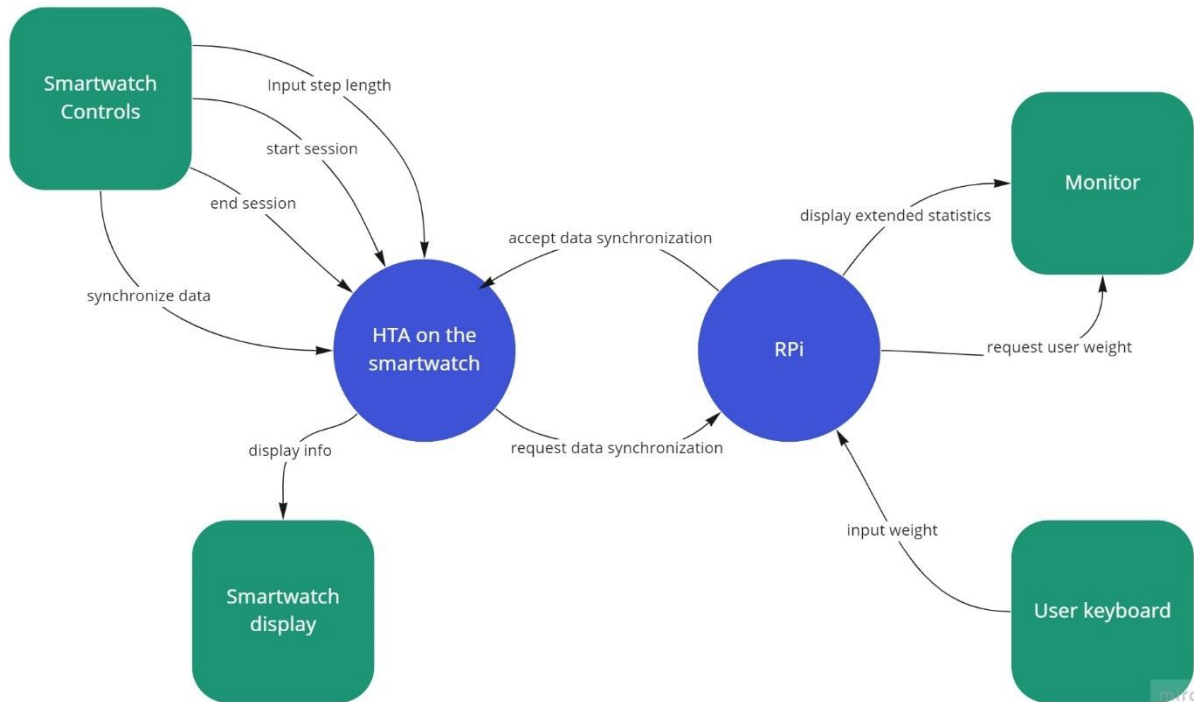 Smartwatch
Controls
Input step length
start session
end session
synchronize data
Monitor
display extended statistics
accept data synchronization
HTA on the
smartwatch
RPi
request user weight
display info
request data synchronization
input weight
Smartwatch
display
User keyboard
miro